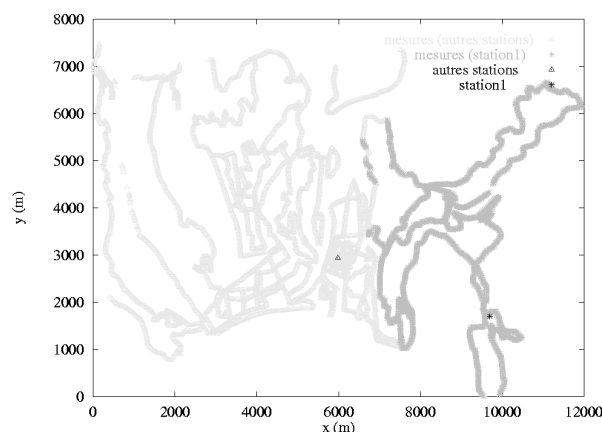 8000
7000
6000
5000
4000
3000
2000
1000
0
y (m)
mesures (autres stations)
mesures (station1)
autres stations
station1
0
2000
4000
6000
8000
10000
12000
x (m)